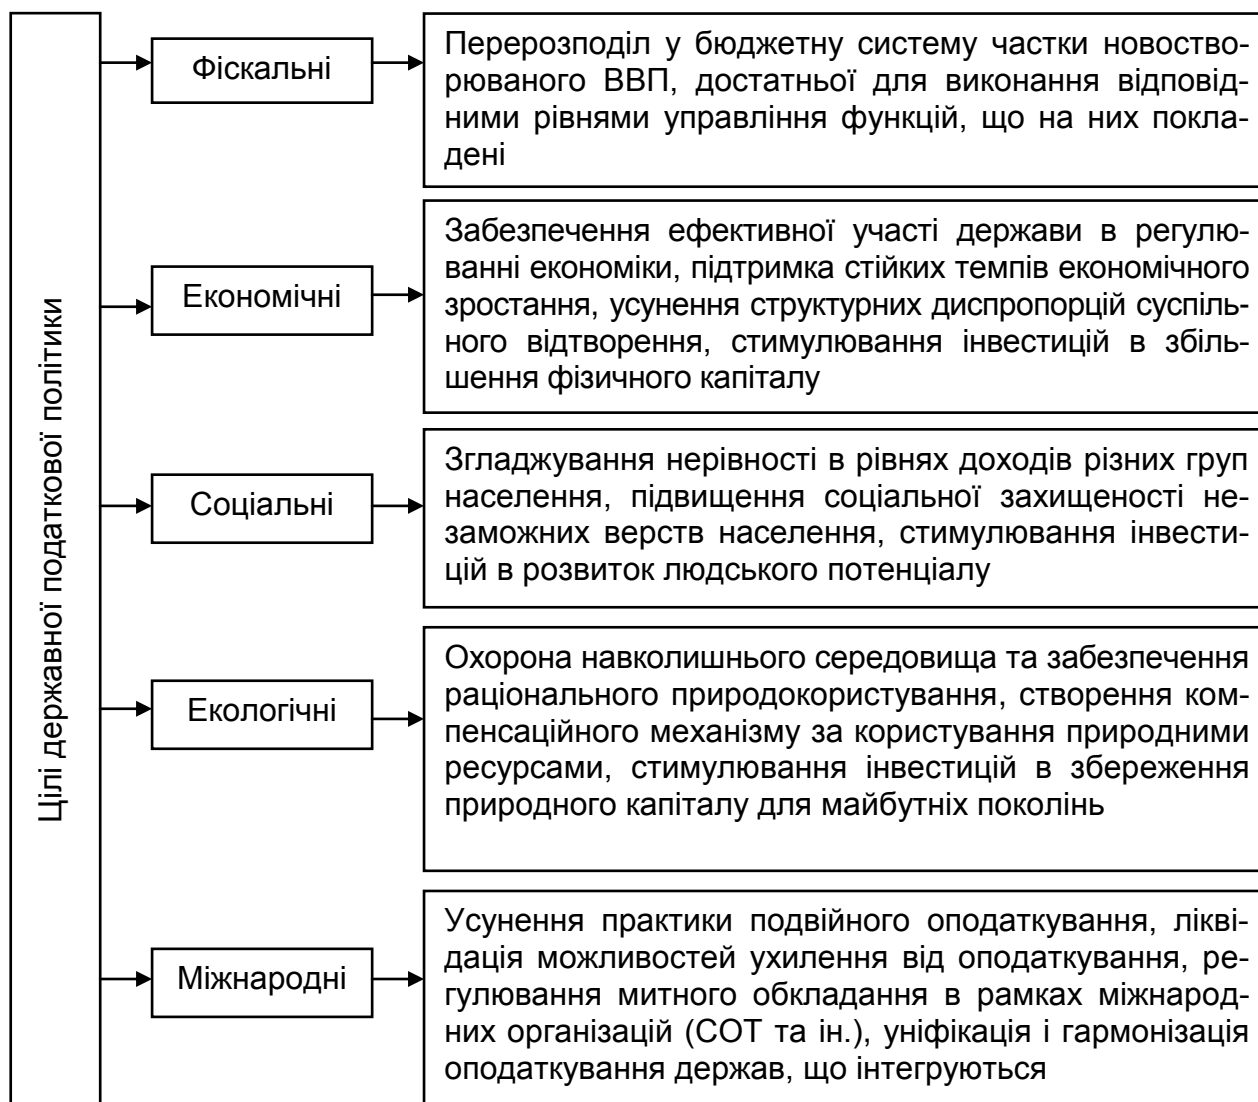 Цілі державної податкової політики
Фіскальні
Перерозподіл у бюджетну систему частки новоство-
рюваного ВВП, достатньої для виконання відповід-
ними рівнями управління функцій, що на них покла-
дені
Економічні
Забезпечення ефективної участі держави в регулю-
ванні економіки, підтримка стійких темпів економічного
зростання, усунення структурних диспропорцій суспіль-
ного відтворення, стимулювання інвестицій в збіль-
шення фізичного капіталу
Соціальні
Згладжування нерівності в рівнях доходів різних груп
населення, підвищення соціальної захищеності не-
заможних верств населення, стимулювання інвести-
цій в розвиток людського потенціалу
Екологічні
Охорона навколишнього середовища та забезпечення
раціонального природокористування, створення ком-
пенсаційного механізму за користування природними
ресурсами, стимулювання інвестицій в збереження
природного капіталу для майбутніх поколінь
Міжнародні
Усунення практики подвійного оподаткування, ліквi-
дація можливостей ухилення від оподаткування, ре-
гулювання митного обкладання в рамках міжнарод-
них організацій (СОТ та ін.), уніфікація і гармонізація
оподаткування держав, що інтегруються